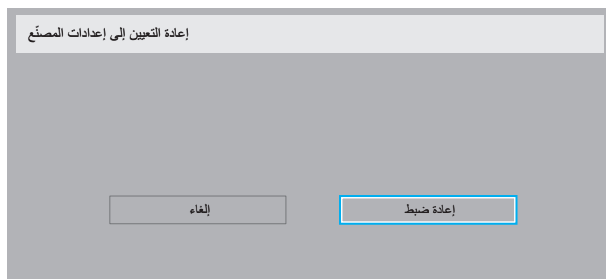 إعادة التعيين إلى إعدادات المصنّع
إعادة ضبط
إلغاء